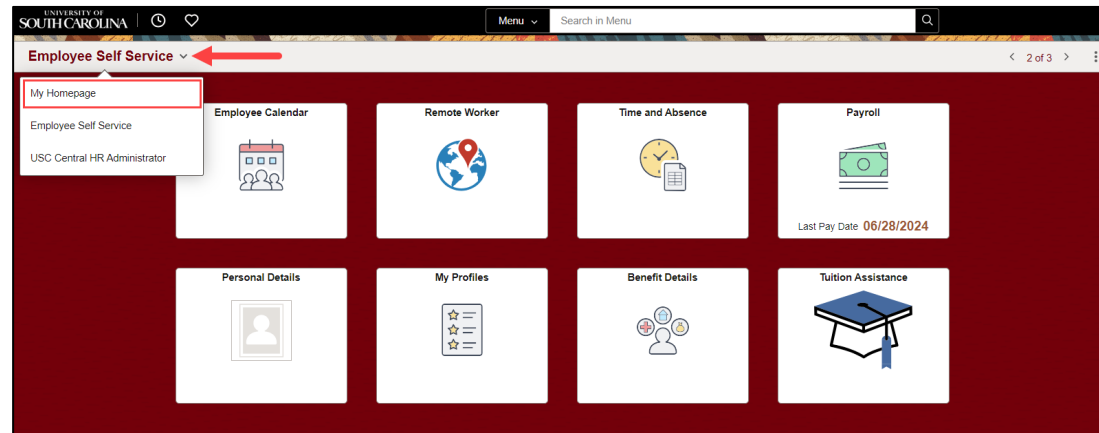 UNIVERSITY OF
SOUTH CAROLINA
Menu
Search in Menu
Employee Self Service
2 of 3
My Homepage
Employee Self Service
USC Central HR Administrator
Employee Calendar
Remote Worker
Time and Absence
Payroll
Last Pay Date 06/28/2024
Personal Details
My Profiles
Benefit Details
Tuition Assistance